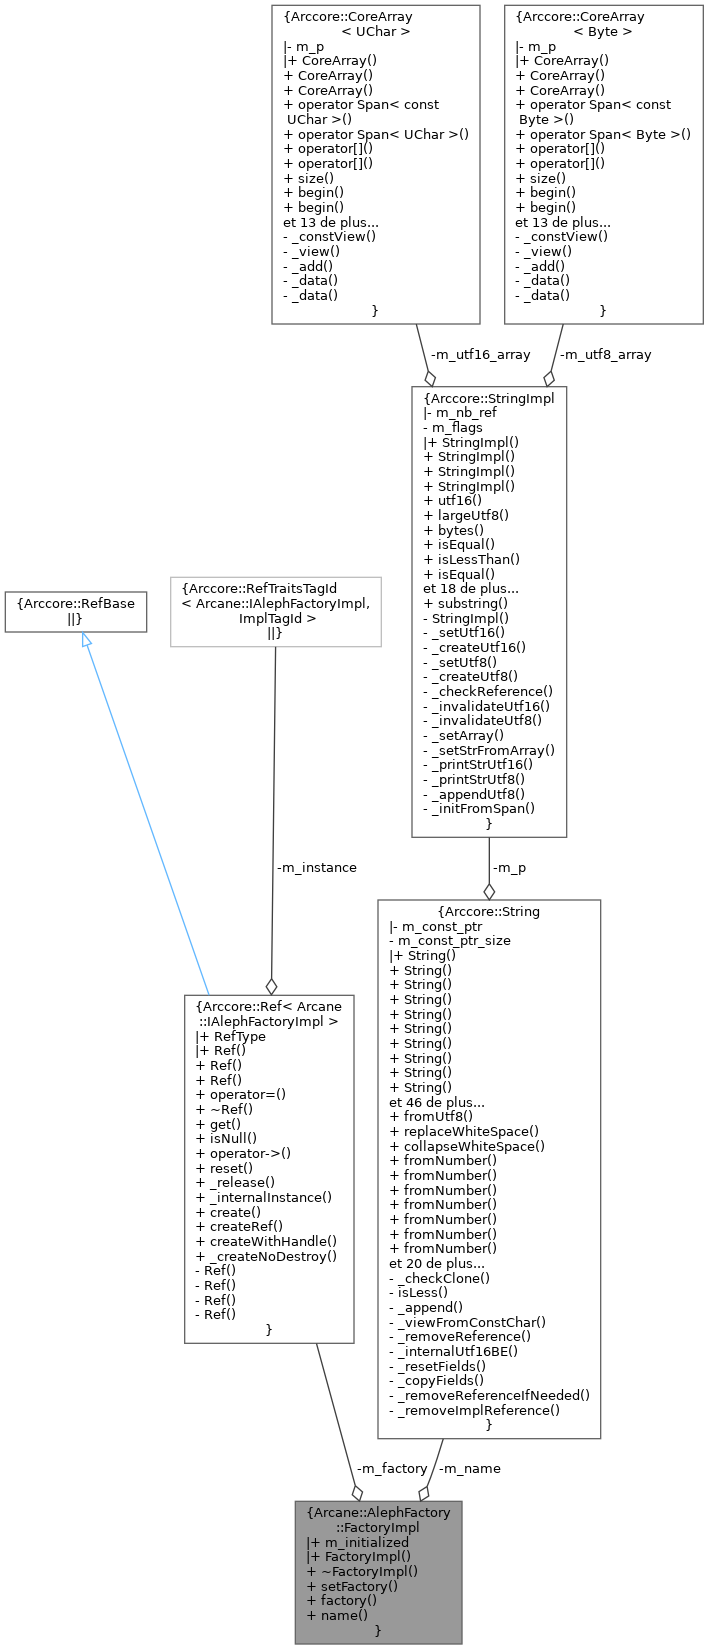 {Arccore::CoreArray
< UChar >
|- m_p
|+ CoreArray()
+ CoreArray()
+ CoreArray()
+ operator Span< const
UChar >()
+ operator Span< UChar >()
+ operator[]()
+ operator[]()
+ size()
+ begin()
+ begin()
et 13 de plus...
- _constView()
- _view()
- _add()
- _data()
- _data()
}
{Arccore::CoreArray
< Byte >
|- m_p
|+ CoreArray()
+ CoreArray()
+ CoreArray()
+ operator Span< const
Byte >()
+ operator Span< Byte >()
+ operator[]()
+ operator[]()
+ size()
+ begin()
+ begin()
et 13 de plus...
- _constView()
- _view()
- _add()
- _data()
- _data()
}
-m_utf16_array
-m_utf8_array
{Arccore::StringImpl
|- m_nb_ref
- m_flags
|+ StringImpl()
+ StringImpl()
+ StringImpl()
+ StringImpl()
+ utf16()
+ largeUtf8()
+ bytes()
+ isEqual()
+ isLessThan()
+ isEqual()
et 18 de plus...
+ substring()
- StringImpl()
- _setUtf16()
- _createUtf16()
- _setUtf8()
- _createUtf8()
- _checkReference()
- _invalidateUtf16()
- _invalidateUtf8()
- _setArray()
- _setStrFromArray()
- _printStrUtf16()
- _printStrUtf8()
- _appendUtf8()
- _initFromSpan()
}
{Arccore::RefBase
||}
{Arccore::RefTraitsTagId
< Arcane::IAlephFactoryImpl,
ImplTagId >
||}
-m_instance
-m_p
{Arccore::Ref< Arcane
::IAlephFactoryImpl >
|+ RefType
|+ Ref()
+ Ref()
+ Ref()
+ operator=()
+ ~Ref()
+ get()
+ isNull()
+ operator->()
+ reset()
+ _release()
+ _internalInstance()
+ create()
+ createRef()
+ createWithHandle()
+ _createNoDestroy()
- Ref()
- Ref()
- Ref()
- Ref()
}
{Arccore::String
|- m_const_ptr
- m_const_ptr_size
|+ String()
+ String()
+ String()
+ String()
+ String()
+ String()
+ String()
+ String()
+ String()
+ String()
et 46 de plus...
+ fromUtf8()
+ replaceWhiteSpace()
+ collapseWhiteSpace()
+ fromNumber()
+ fromNumber()
+ fromNumber()
+ fromNumber()
+ fromNumber()
+ fromNumber()
+ fromNumber()
et 20 de plus...
- _checkClone()
- isLess()
- _append()
- _viewFromConstChar()
- _removeReference()
- _internalUtf16BE()
- _resetFields()
- _copyFields()
- _removeReferenceIfNeeded()
- _removeImplReference()
}
-m_factory
-m_name
{Arcane::AlephFactory
::FactoryImpl
|+ m_initialized
|+ FactoryImpl()
+ ~FactoryImpl()
+ setFactory()
+ factory()
+ name()
}